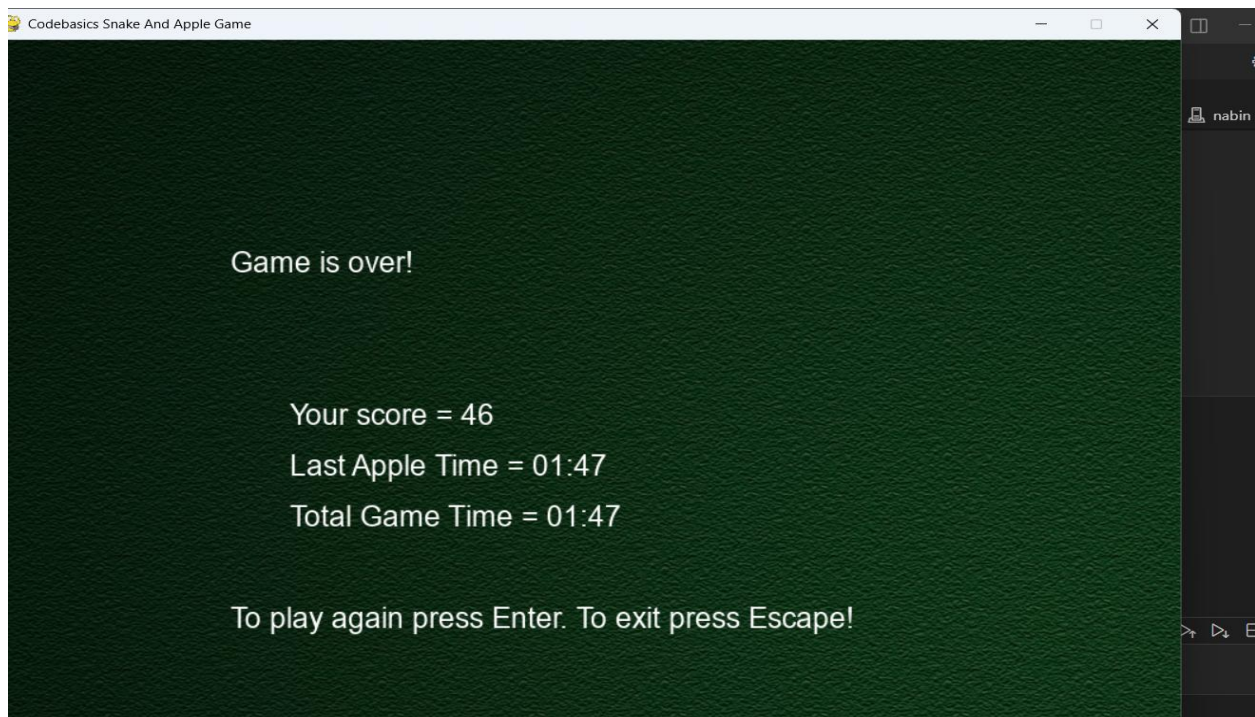 Codebasics Snake And Apple Game
nabin
Game is over!
Your score = 46
Last Apple Time = 01:47
Total Game Time = 01:47
To play again press Enter. To exit press Escape!